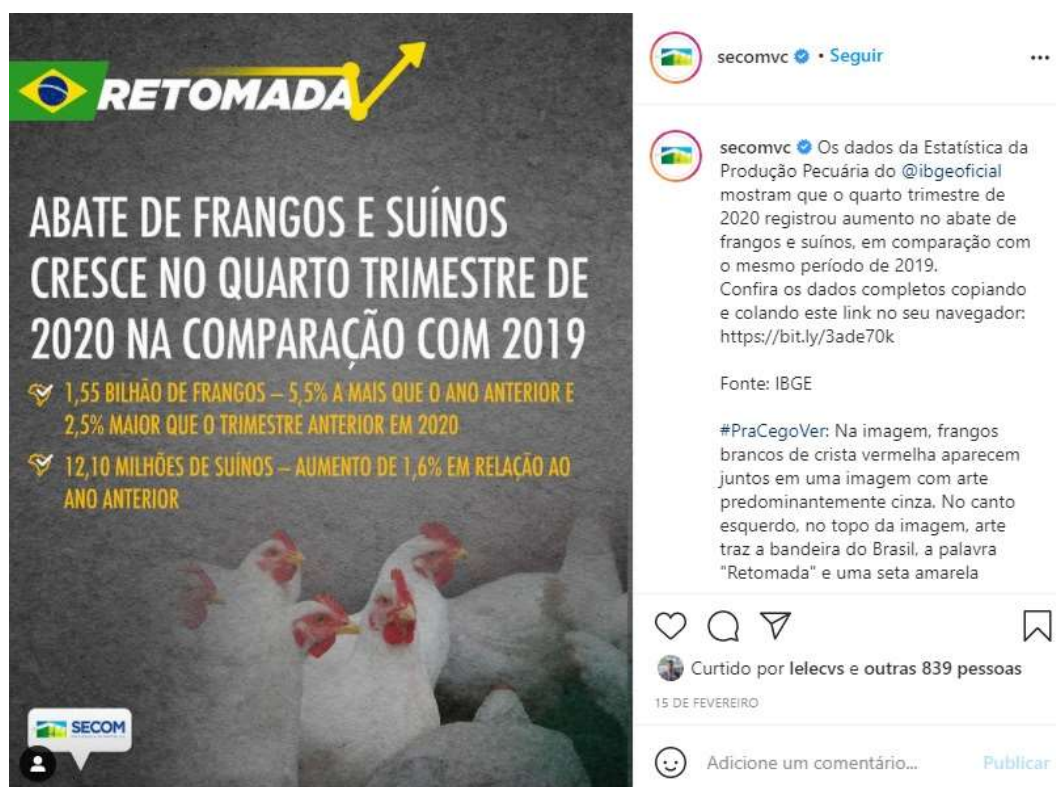 RETOMADA
ABATE DE FRANGOS E SUÍNOS
CRESCE NO QUARTO TRIMESTRE DE
2020 NA COMPARAÇÃO COM 2019
1,55 BILHÃO DE FRANGOS – 5,5% A MAIS QUE O ANO ANTERIOR E
2,5% MAIOR QUE O TRIMESTRE ANTERIOR EM 2020
12,10 MILHÕES DE SUÍNOS – AUMENTO DE 1,6% EM RELAÇÃO AO
ANO ANTERIOR
SECOM
secomvc • Seguir
secomvc Os dados da Estatística da
Produção Pecuária do @ibgeoficial
mostram que o quarto trimestre de
2020 registrou aumento no abate de
frangos e suínos, em comparação com
o mesmo período de 2019.
Confira os dados completos copiando
e colando este link no seu navegador:
https://bit.ly/3ade70k
Fonte: IBGE
#PraCegoVer: Na imagem, frangos
brancos de crista vermelha aparecem
juntos em uma imagem com arte
predominantemente cinza. No canto
esquerdo, no topo da imagem, arte
traz a bandeira do Brasil, a palavra
"Retomada" e uma seta amarela
Curtido por lelecvs e outras 839 pessoas
15 DE FEVEREIRO
Adicione um comentário... Publicar